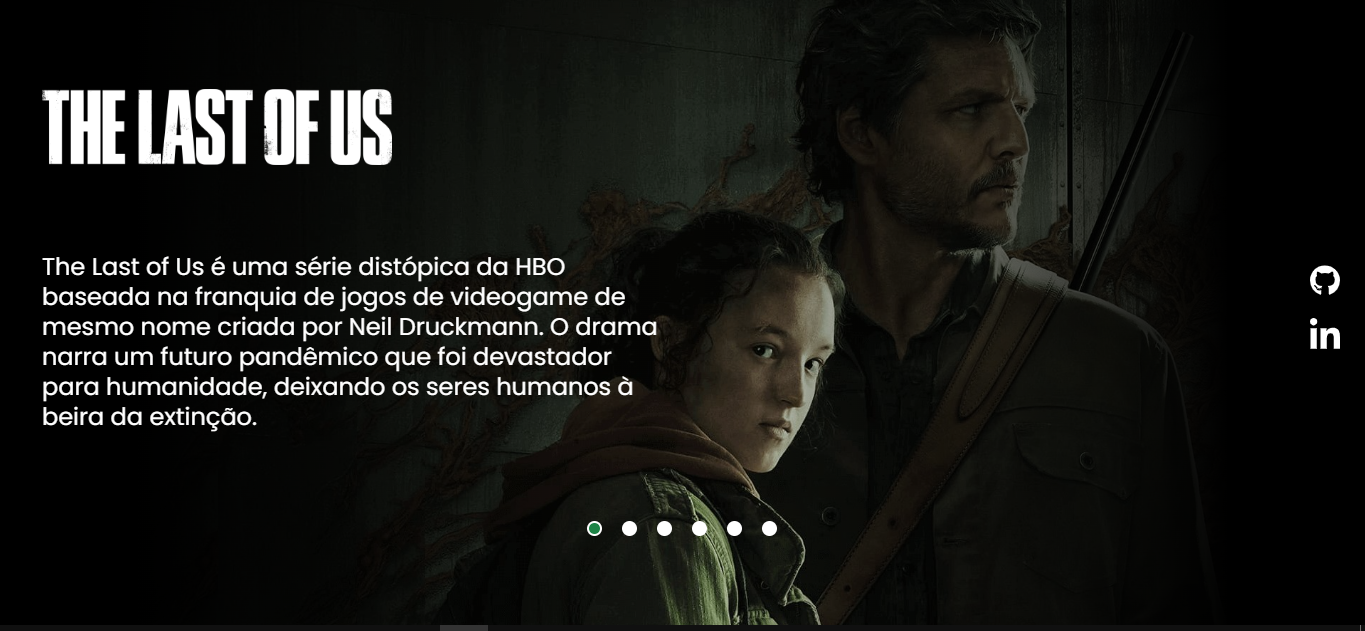 THE LAST OF US
The Last of Us é uma série distópica da HBO
baseada na franquia de jogos de videogame de
mesmo nome criada por Neil Druckmann. O drama
narra um futuro pandêmico que foi devastador
para humanidade, deixando os seres humanos à
beira da extinção.
in